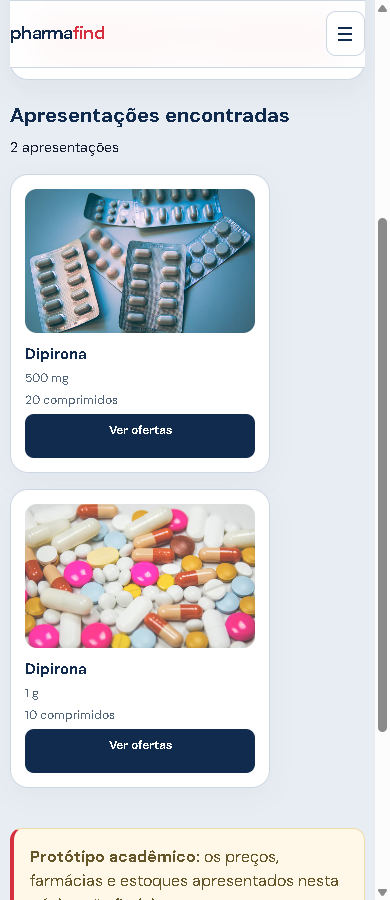 pharmafind
Apresentações encontradas
2 apresentações
Dipirona
500 mg
20 comprimidos
Ver ofertas
Dipirona
1 g
10 comprimidos
Ver ofertas
Protótipo acadêmico: os preços,
farmácias e estoques apresentados nesta